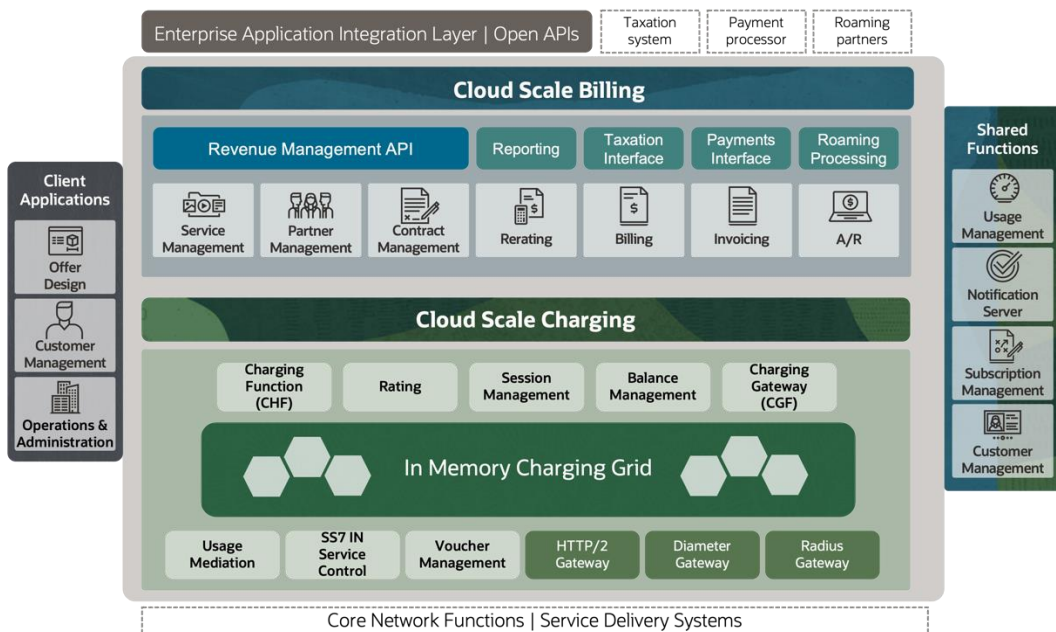 Enterprise Application Integration Layer | Open APIs
Taxation
system
Payment
processor
Roaming
partners
Cloud Scale Billing
Revenue Management API
Reporting
Taxation
Interface
Payments
Interface
Roaming
Processing
Service
Management
Partner
Management
Contract
Management
Rerating
Billing
Invoicing
A/R
Client
Applications
Offer
Design
Customer
Management
Operations &
Administration
Shared
Functions
Usage
Management
Notification
Server
Subscription
Management
Customer
Management
Cloud Scale Charging
Charging
Function
(CHF)
Rating
Session
Management
Balance
Management
Charging
Gateway
(CGF)
In Memory Charging Grid
Usage
Mediation
SS7 IN
Service
Control
Voucher
Management
HTTP/2
Gateway
Diameter
Gateway
Radius
Gateway
Core Network Functions | Service Delivery Systems